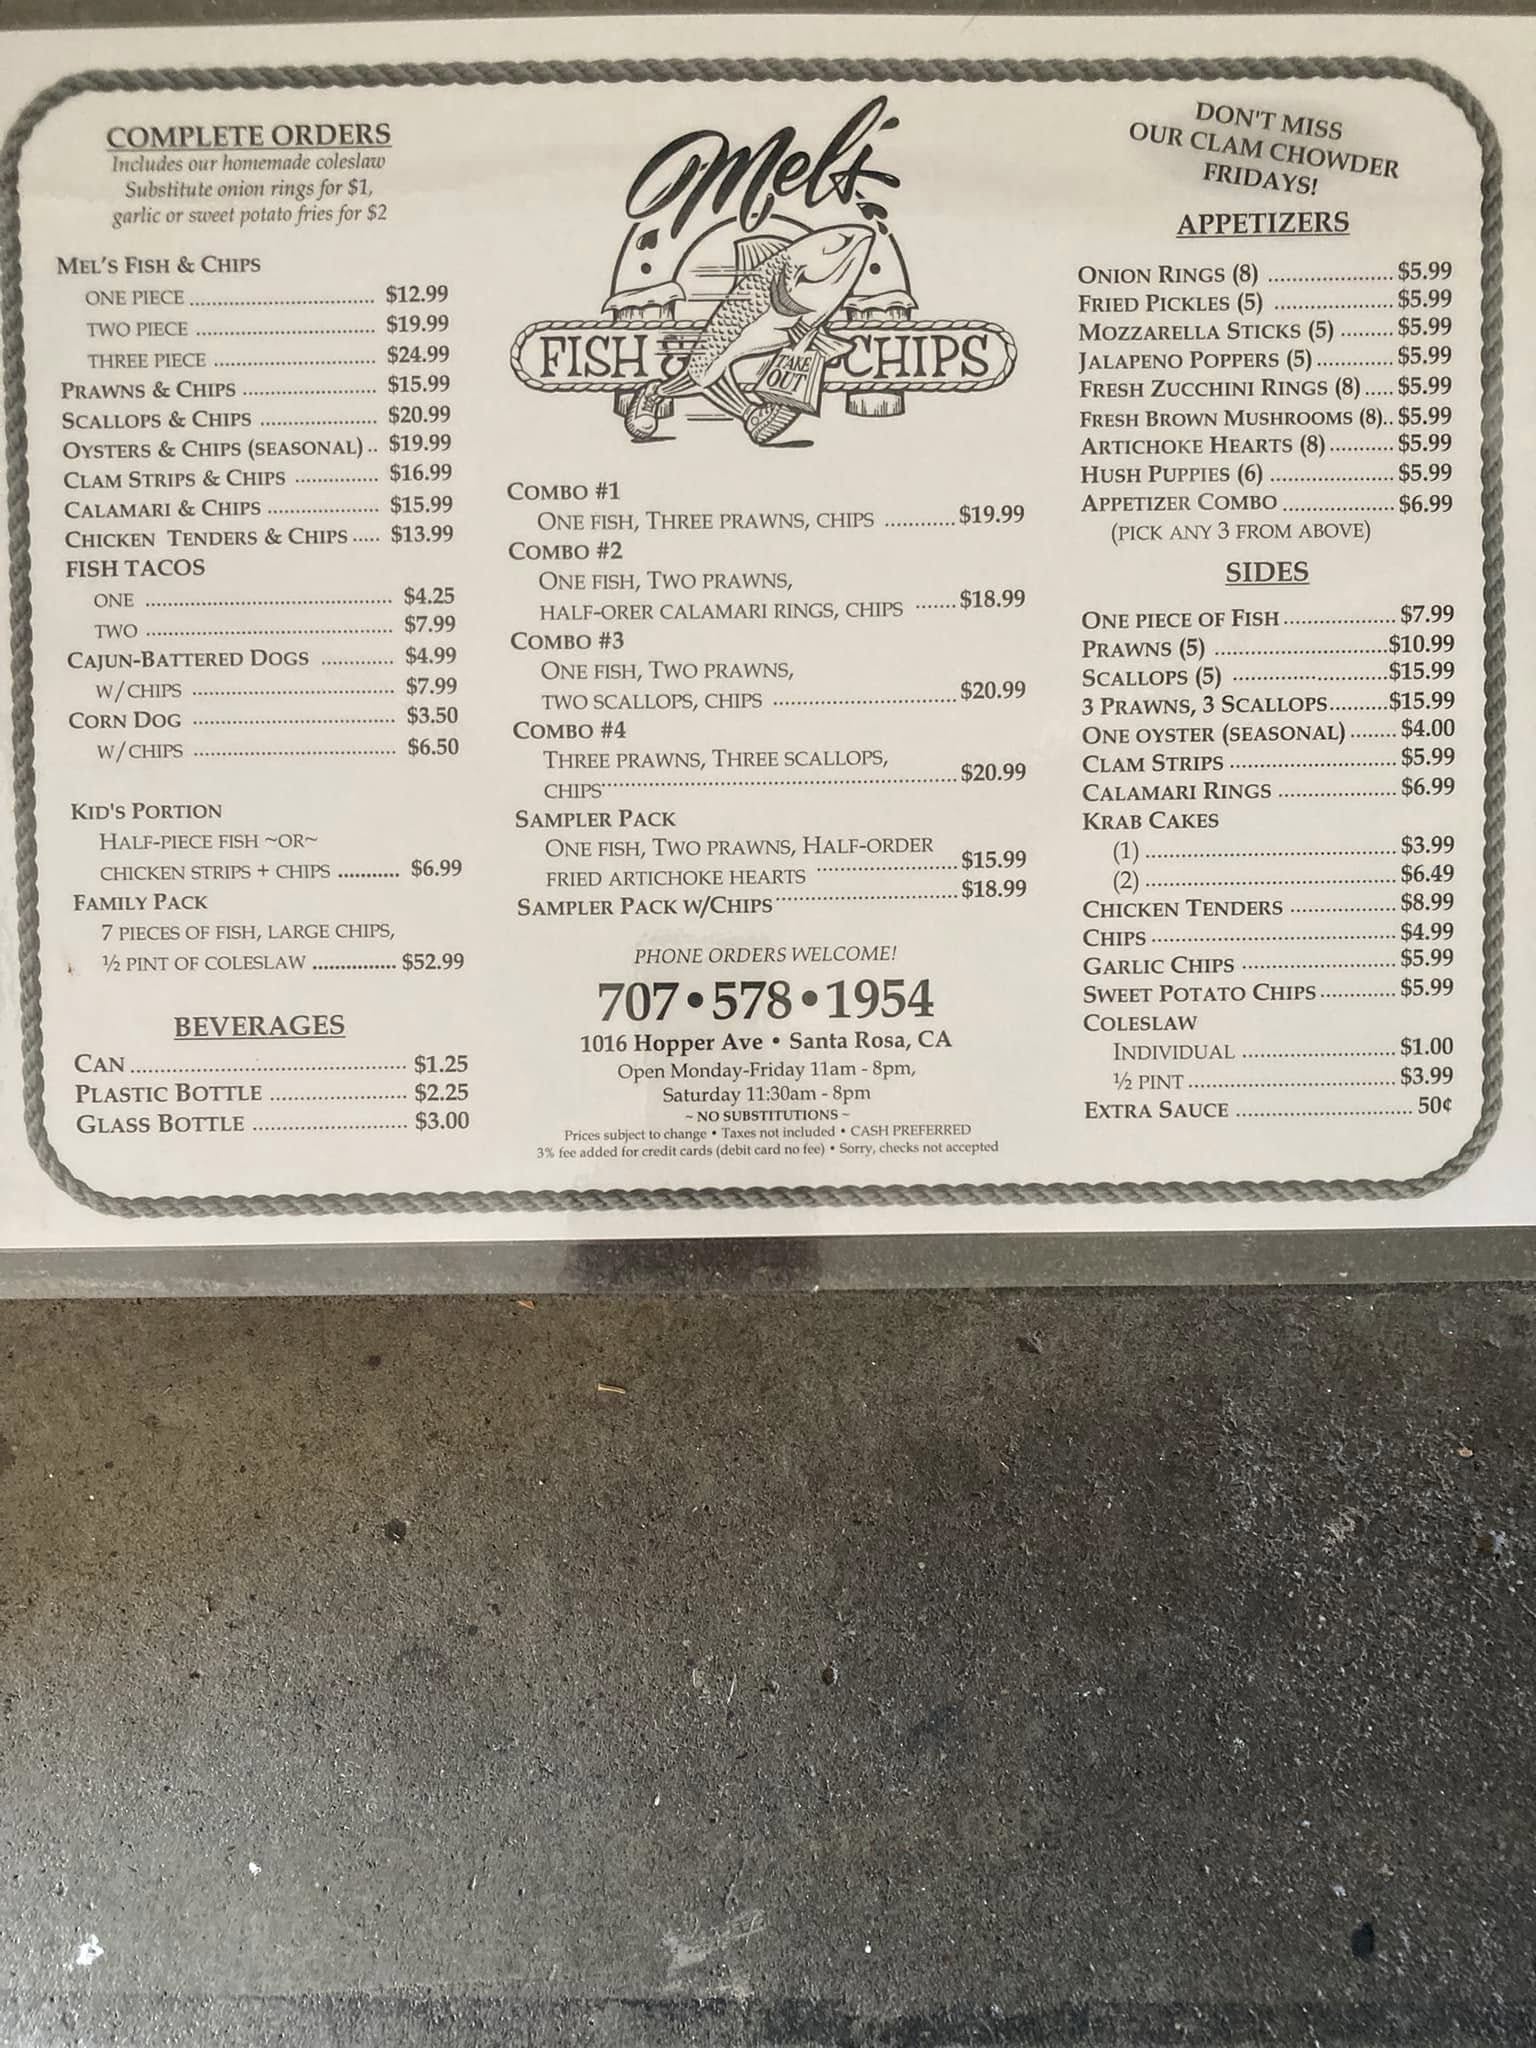 COMPLETE ORDERS
Includes our homemade coleslaw
Substitute onion rings for $1,
garlic or sweet potato fries for $2
MEL'S FISH & CHIPS
ONE PIECE ............................ $12.99
TWO PIECE ........................... $19.99
THREE PIECE ........................ $24.99
PRAWNS & CHIPS .................... $15.99
SCALLOPS & CHIPS ................. $20.99
OYSTERS & CHIPS (SEASONAL) .. $19.99
CLAM STRIPS & CHIPS ............. $16.99
CALAMARI & CHIPS ................. $15.99
CHICKEN TENDERS & CHIPS ..... $13.99
FISH TACOS
ONE ..................................... $4.25
TWO ..................................... $7.99
CAJUN-BATTERED DOGS ............ $4.99
W/CHIPS .............................. $7.99
CORN DOG .............................. $3.50
W/CHIPS .............................. $6.50
KID'S PORTION
HALF-PIECE FISH ~OR~
CHICKEN STRIPS + CHIPS ........... $6.99
FAMILY PACK
7 PIECES OF FISH, LARGE CHIPS,
½ PINT OF COLESLAW ............... $52.99
BEVERAGES
CAN ......................................... $1.25
PLASTIC BOTTLE ..................... $2.25
GLASS BOTTLE ....................... $3.00
Mel's
FISH & CHIPS
TAKE
OUT
COMBO #1
ONE FISH, THREE PRAWNS, CHIPS ........... $19.99
COMBO #2
ONE FISH, TWO PRAWNS,
HALF-ORER CALAMARI RINGS, CHIPS ....... $18.99
COMBO #3
ONE FISH, TWO PRAWNS,
TWO SCALLOPS, CHIPS ............................ $20.99
COMBO #4
THREE PRAWNS, THREE SCALLOPS,
CHIPS ..................................................... $20.99
SAMPLER PACK
ONE FISH, TWO PRAWNS, HALF-ORDER
FRIED ARTICHOKE HEARTS ..................... $15.99
SAMPLER PACK W/CHIPS ........................... $18.99
PHONE ORDERS WELCOME!
707•578•1954
1016 Hopper Ave • Santa Rosa, CA
Open Monday-Friday 11am - 8pm,
Saturday 11:30am - 8pm
~ NO SUBSTITUTIONS ~
Prices subject to change • Taxes not included • CASH PREFERRED
3% fee added for credit cards (debit card no fee) • Sorry, checks not accepted
DON'T MISS
OUR CLAM CHOWDER
FRIDAYS!
APPETIZERS
ONION RINGS (8) ................... $5.99
FRIED PICKLES (5) .................. $5.99
MOZZARELLA STICKS (5) ........ $5.99
JALAPENO POPPERS (5) ............ $5.99
FRESH ZUCCHINI RINGS (8) ..... $5.99
FRESH BROWN MUSHROOMS (8).. $5.99
ARTICHOKE HEARTS (8) .......... $5.99
HUSH PUPPIES (6) ................... $5.99
APPETIZER COMBO ................. $6.99
(PICK ANY 3 FROM ABOVE)
SIDES
ONE PIECE OF FISH ................. $7.99
PRAWNS (5) .......................... $10.99
SCALLOPS (5) ........................ $15.99
3 PRAWNS, 3 SCALLOPS ......... $15.99
ONE OYSTER (SEASONAL) ........ $4.00
CLAM STRIPS ......................... $5.99
CALAMARI RINGS .................. $6.99
KRAB CAKES
(1) ...................................... $3.99
(2) ...................................... $6.49
CHICKEN TENDERS ................ $8.99
CHIPS ..................................... $4.99
GARLIC CHIPS ....................... $5.99
SWEET POTATO CHIPS ............. $5.99
COLESLAW
INDIVIDUAL ....................... $1.00
½ PINT ................................ $3.99
EXTRA SAUCE ........................... 50¢